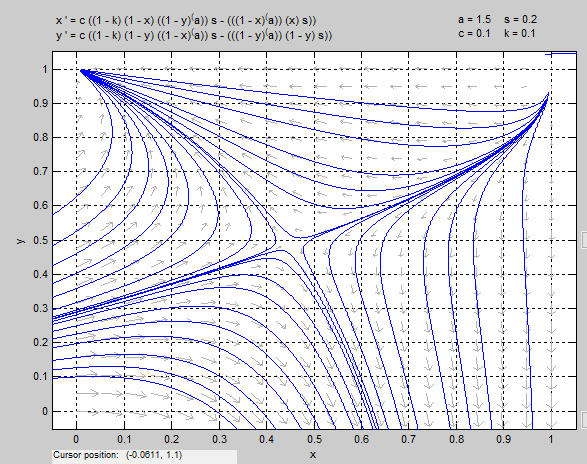 x ' = c ((1 - k) (1 - x) ((1 - y)^(a)) s - (((1 - x)^(a)) (x) s)) a = 1.5 s = 0.2
y ' = c ((1 - k) (1 - y) ((1 - x)^(a)) s - (((1 - y)^(a)) (1 - y) s)) c = 0.1 k = 0.1
1
0.9
0.8
0.7
0.6
y
0.5
0.4
0.3
0.2
0.1
0
0 0.1 0.2 0.3 0.4 0.5 0.6 0.7 0.8 0.9 1
Cursor position: (-0.0611, 1.1) x